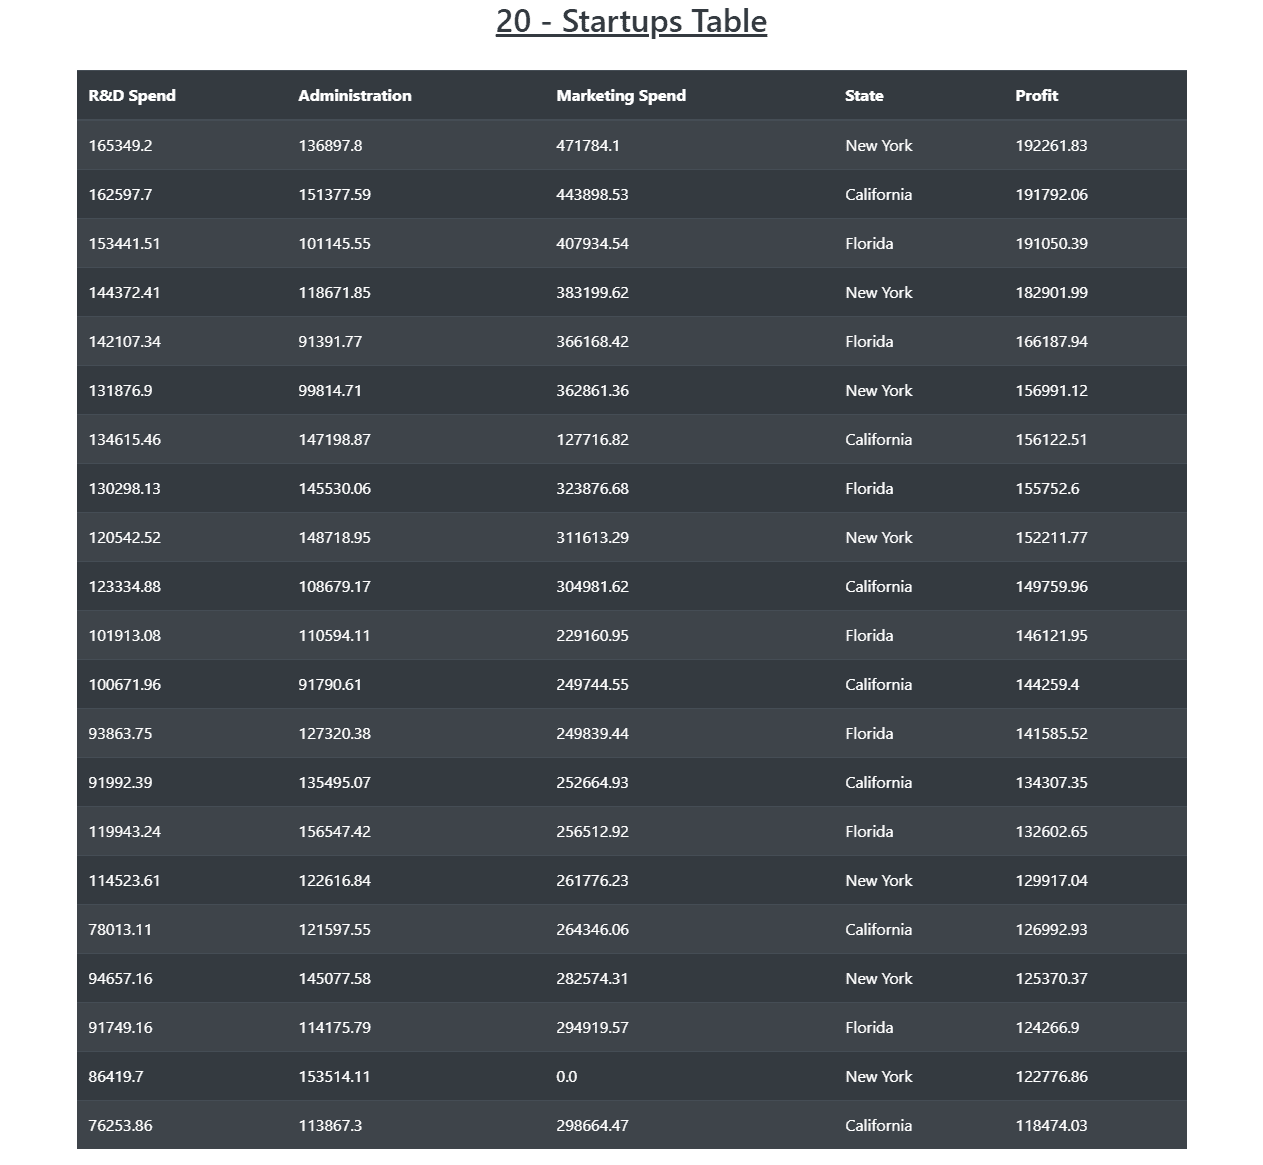 20 - Startups Table
R&D Spend Administration Marketing Spend State Profit
165349.2 136897.8 471784.1 New York 192261.83
162597.7 151377.59 443898.53 California 191792.06
153441.51 101145.55 407934.54 Florida 191050.39
144372.41 118671.85 383199.62 New York 182901.99
142107.34 91391.77 366168.42 Florida 166187.94
131876.9 99814.71 362861.36 New York 156991.12
134615.46 147198.87 127716.82 California 156122.51
130298.13 145530.06 323876.68 Florida 155752.6
120542.52 148718.95 311613.29 New York 152211.77
123334.88 108679.17 304981.62 California 149759.96
101913.08 110594.11 229160.95 Florida 146121.95
100671.96 91790.61 249744.55 California 144259.4
93863.75 127320.38 249839.44 Florida 141585.52
91992.39 135495.07 252664.93 California 134307.35
119943.24 156547.42 256512.92 Florida 132602.65
114523.61 122616.84 261776.23 New York 129917.04
78013.11 121597.55 264346.06 California 126992.93
94657.16 145077.58 282574.31 New York 125370.37
91749.16 114175.79 294919.57 Florida 124266.9
86419.7 153514.11 0.0 New York 122776.86
76253.86 113867.3 298664.47 California 118474.03